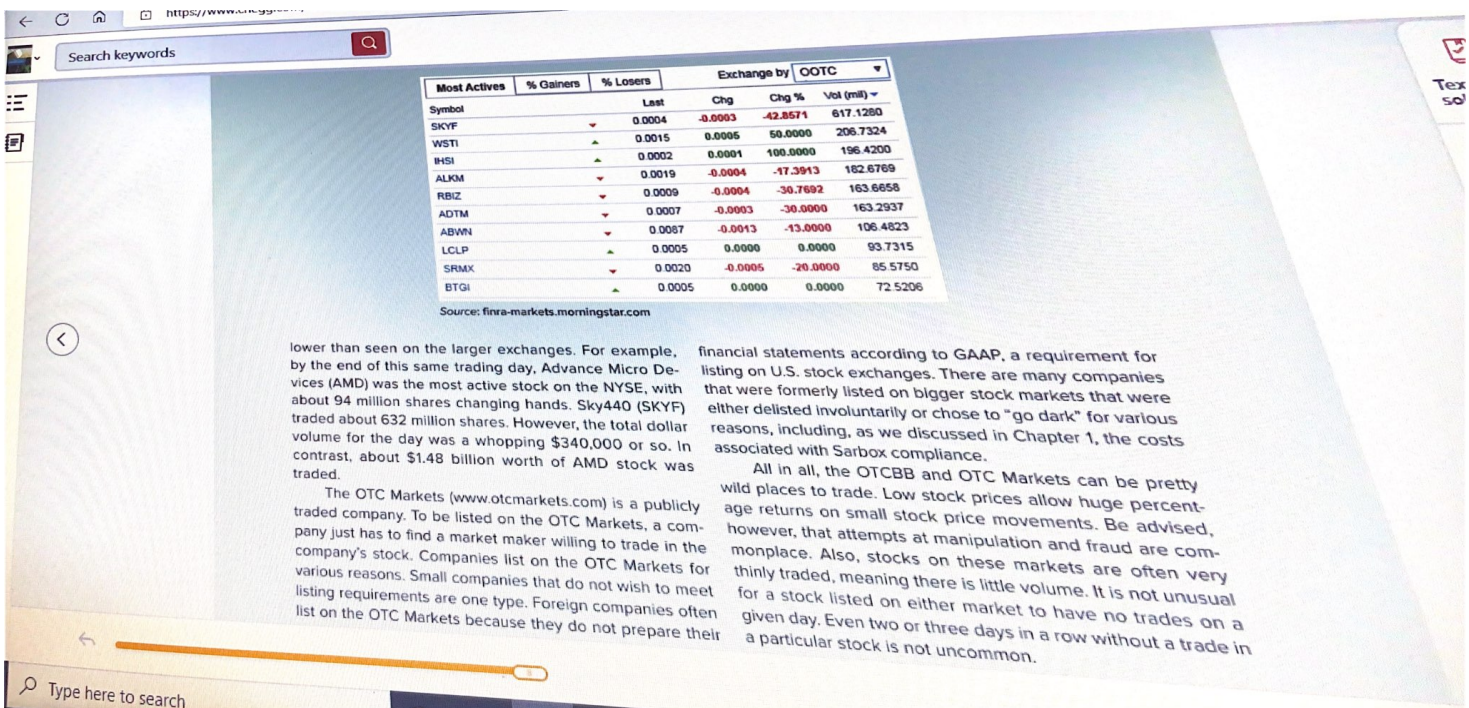 Search keywords
Most Actives % Gainers % Losers Exchange by OOTC
Symbol Last Chg Chg % Vol (mil)
SKYF 0.0004 -0.0003 -42.8571 617.1280
WSTI 0.0015 0.0005 50.0000 206.7324
IHSI 0.0002 0.0001 100.0000 196.4200
ALKM 0.0019 -0.0004 -17.3913 182.6769
RBIZ 0.0009 -0.0004 -30.7692 163.6658
ADTM 0.0007 -0.0003 -30.0000 163.2937
ABWN 0.0087 -0.0013 -13.0000 106.4823
LCLP 0.0005 0.0000 0.0000 93.7315
SRMX 0.0020 -0.0005 -20.0000 85.5750
BTGI 0.0005 0.0000 0.0000 72.5206
Source: finra-markets.morningstar.com
lower than seen on the larger exchanges. For example,
by the end of this same trading day, Advance Micro De-
vices (AMD) was the most active stock on the NYSE, with
about 94 million shares changing hands. Sky440 (SKYF)
traded about 632 million shares. However, the total dollar
volume for the day was a whopping $340,000 or so. In
contrast, about $1.48 billion worth of AMD stock was
traded.
The OTC Markets (www.otcmarkets.com) is a publicly
traded company. To be listed on the OTC Markets, a com-
pany just has to find a market maker willing to trade in the
company's stock. Companies list on the OTC Markets for
various reasons. Small companies that do not wish to meet
listing requirements are one type. Foreign companies often
list on the OTC Markets because they do not prepare their
financial statements according to GAAP, a requirement for
listing on U.S. stock exchanges. There are many companies
that were formerly listed on bigger stock markets that were
either delisted involuntarily or chose to "go dark" for various
reasons, including, as we discussed in Chapter 1, the costs
associated with Sarbox compliance.
All in all, the OTCBB and OTC Markets can be pretty
wild places to trade. Low stock prices allow huge percent-
age returns on small stock price movements. Be advised,
however, that attempts at manipulation and fraud are com-
monplace. Also, stocks on these markets are often very
thinly traded, meaning there is little volume. It is not unusual
for a stock listed on either market to have no trades on a
given day. Even two or three days in a row without a trade in
a particular stock is not uncommon.
Type here to search